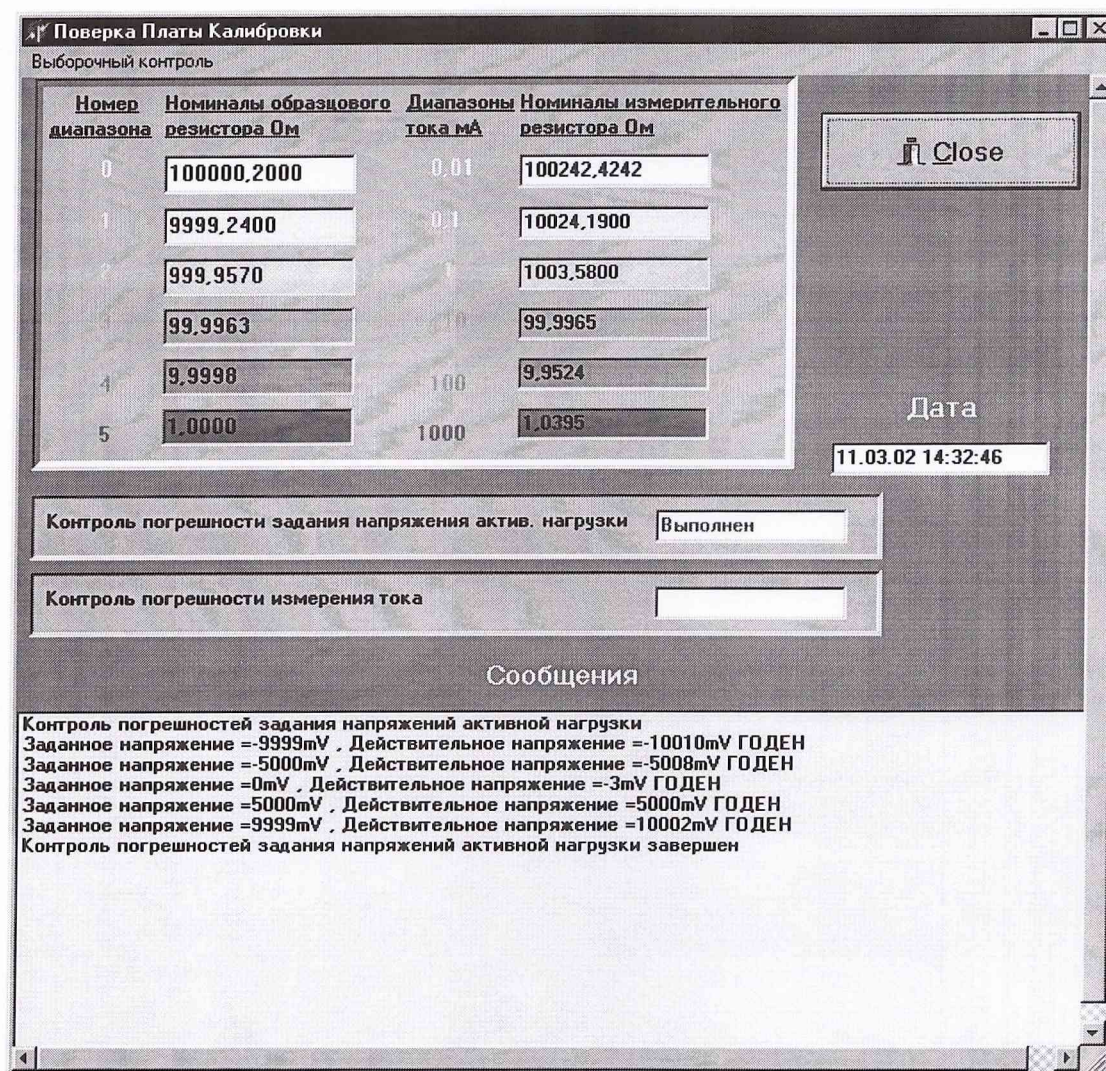 Поверка Платы Калибровки
Выборочный контроль
Номер диапазона Номиналы образцового резистора Ом Диапазоны тока мА Номиналы измерительного резистора Ом
0 100000,2000 0,01 100242,4242
1 9999,2400 0,1 10024,1900
2 999,9570 1003,5800
3 99,9963 10 99,9965
4 9,9998 100 9,9524
5 1,0000 1000 1,0395
Close
Дата
11.03.02 14:32:46
Контроль погрешности задания напряжения актив. нагрузки Выполнен
Контроль погрешности измерения тока
Сообщения
Контроль погрешностей задания напряжений активной нагрузки
Заданное напряжение =-9999mV , Действительное напряжение =-10010mV ГОДЕН
Заданное напряжение =-5000mV , Действительное напряжение =-5008mV ГОДЕН
Заданное напряжение =0mV , Действительное напряжение =-3mV ГОДЕН
Заданное напряжение =5000mV , Действительное напряжение =5000mV ГОДЕН
Заданное напряжение =9999mV , Действительное напряжение =10002mV ГОДЕН
Контроль погрешностей задания напряжений активной нагрузки завершен